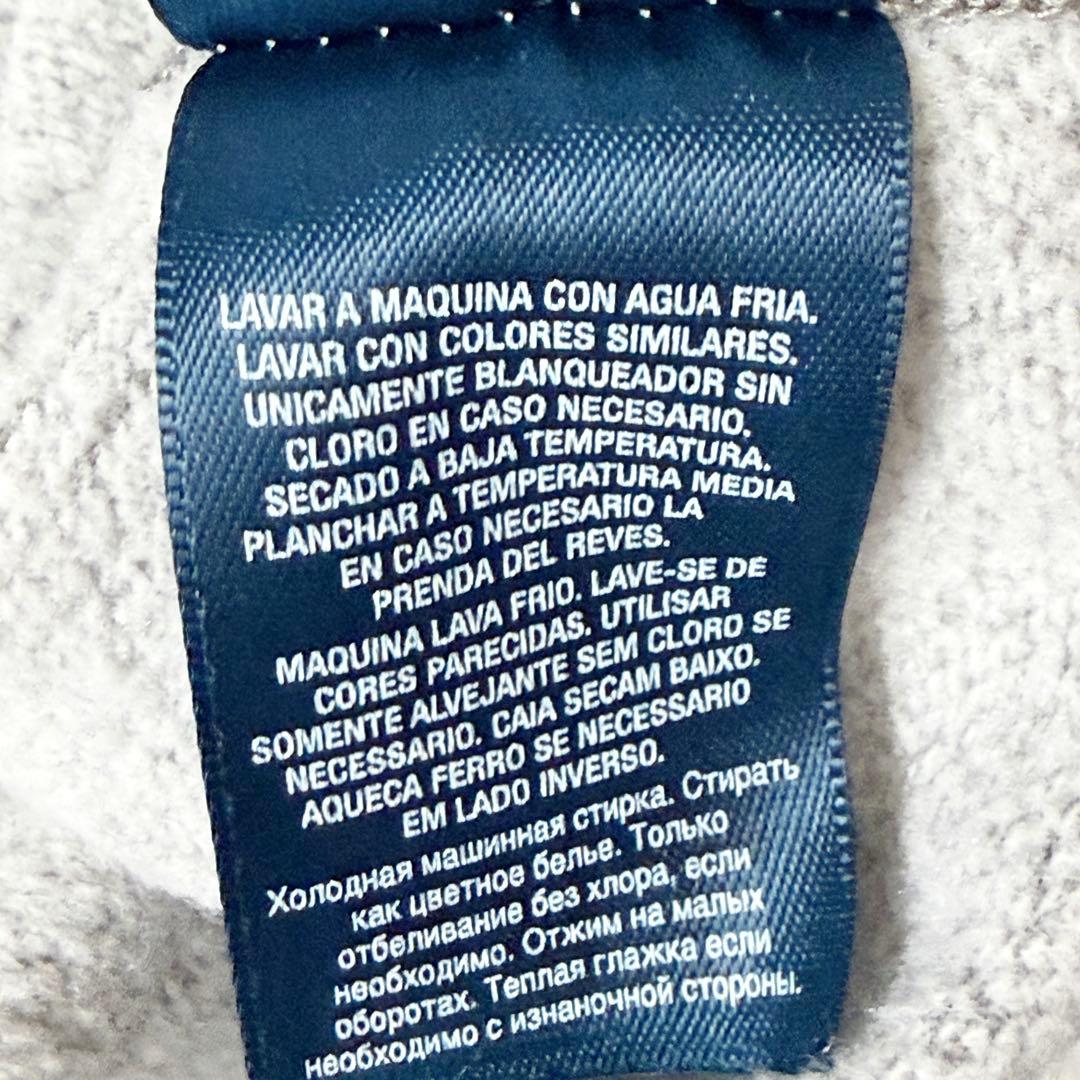 LAVAR A MAQUINA CON AGUA FRIA.
LAVAR CON COLORES SIMILARES.
UNICAMENTE BLANQUEADOR SIN
CLORO EN CASO NECESARIO.
SECADO A BAJA TEMPERATURA.
PLANCHAR A TEMPERATURA MEDIA
EN CASO NECESARIO LA
PRENDA DEL REVES.
MAQUINA LAVA FRIO. LAVE-SE DE
CORES PARECIDAS. UTILISAR
SOMENTE ALVEJANTE SEM CLORO SE
NECESSARIO. CAIA SECAM BAIXO.
AQUECA FERRO SE NECESSARIO
EM LADO INVERSO.
Холодная машинная стирка. Стирать
как цветное белье. Только
отбеливание без хлора, если
необходимо. Отжим на малых
оборотах. Теплая глажка если
необходимо с изнаночной стороны.